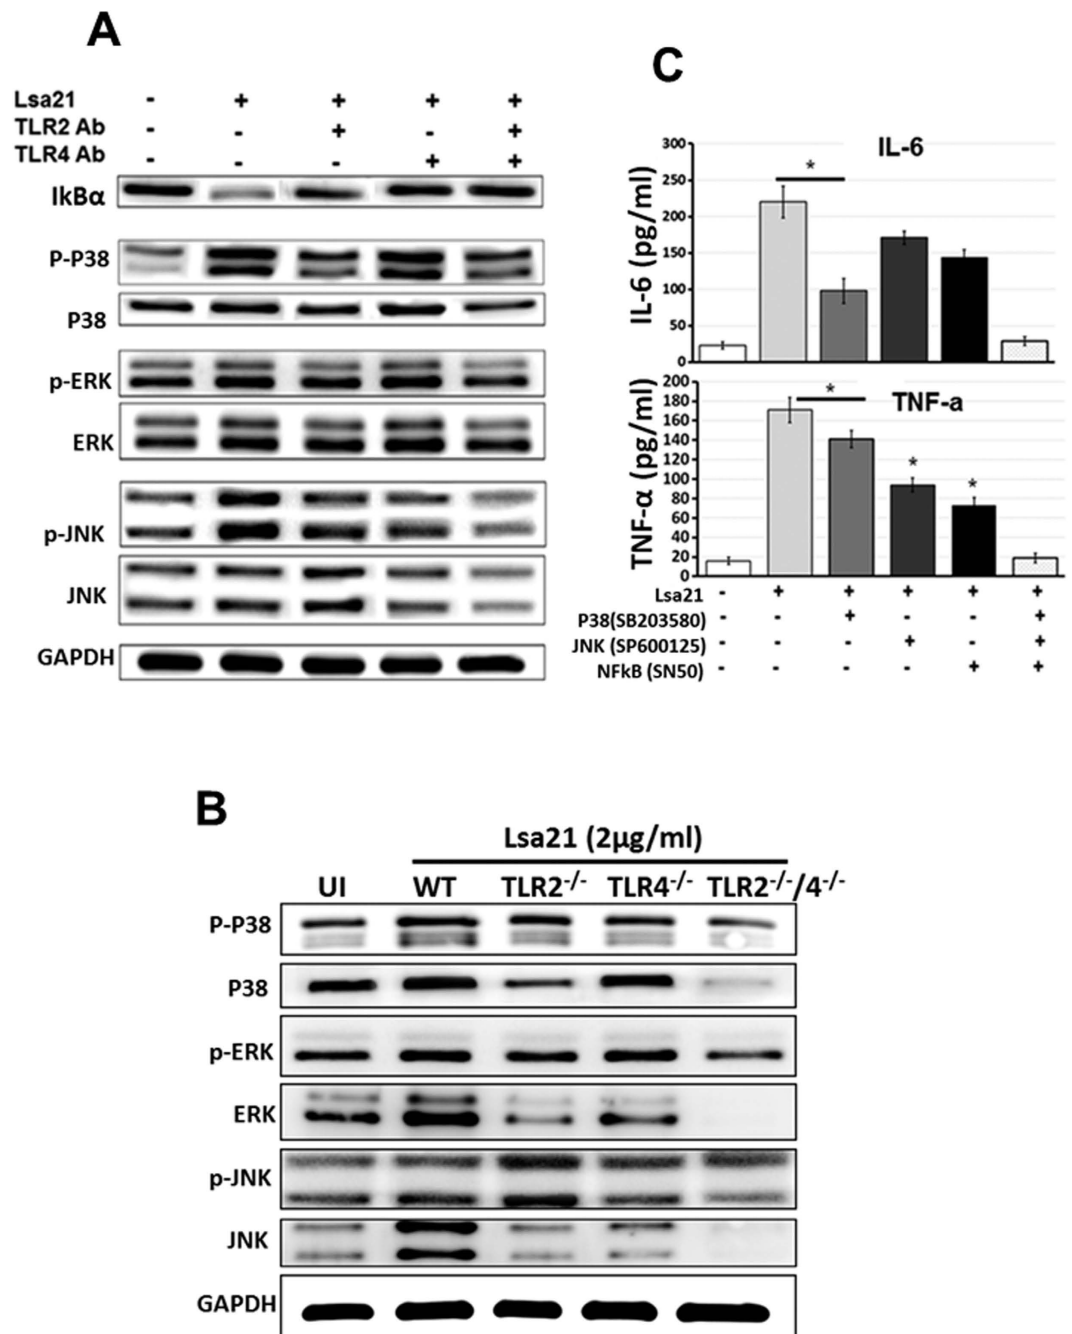 A
Lsa21 - + + + +
TLR2 Ab - - + - +
TLR4 Ab - - - + +
IkBα
P-P38
P38
p-ERK
ERK
p-JNK
JNK
GAPDH
C
IL-6
IL-6 (pg/ml)
300
250
200
150
100
50
0
*
TNF-a
TNF-α (pg/ml)
200
180
160
140
120
100
80
60
40
20
0
*
*
*
Lsa21 - + + + + +
P38(SB203580) - - + - - +
JNK (SP600125) - - - + - +
NFkB (SN50) - - - - + +
B
Lsa21 (2µg/ml)
UI WT TLR2-/- TLR4-/- TLR2-/-/4-/-
P-P38
P38
p-ERK
ERK
p-JNK
JNK
GAPDH